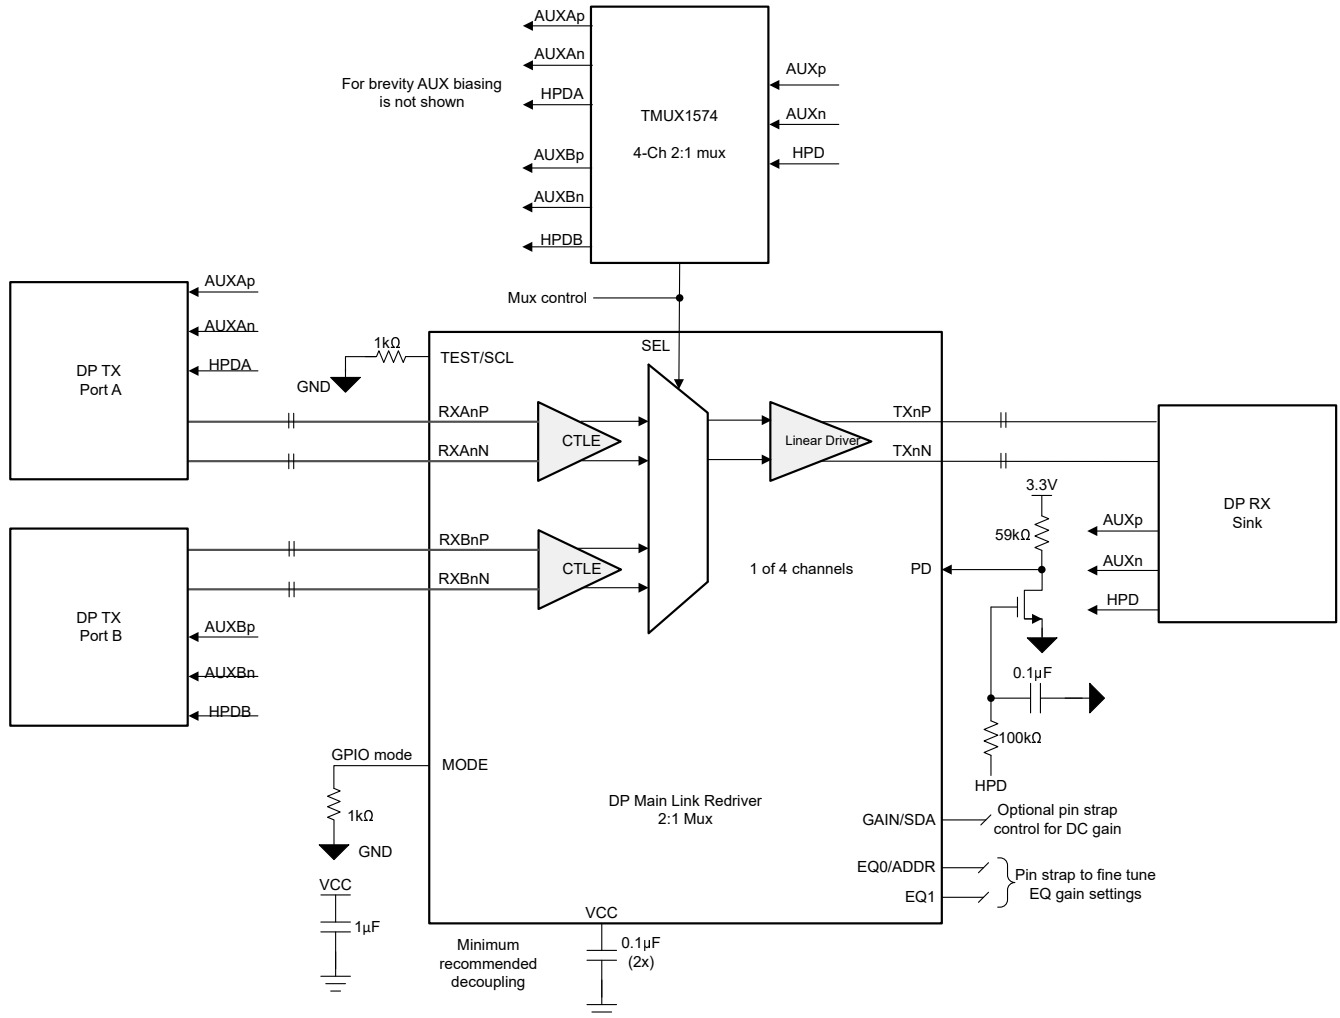 AUXAp
AUXAn
HPDA
AUXBp
AUXBn
HPDB
For brevity AUX biasing
is not shown
TMUX1574
4-Ch 2:1 mux
AUXp
AUXn
HPD
Mux control
DP TX
Port A
AUXAp
AUXAn
HPDA
1kΩ
GND
TEST/SCL
SEL
RXAnP
RXAnN
CTLE
Linear Driver
TXnP
TXnN
DP TX
Port B
AUXBp
AUXBn
HPDB
RXBnP
RXBnN
CTLE
1 of 4 channels
PD
3.3V
59kΩ
DP RX
Sink
AUXp
AUXn
HPD
0.1µF
100kΩ
HPD
GPIO mode
MODE
1kΩ
GND
DP Main Link Redriver
2:1 Mux
GAIN/SDA
Optional pin strap
control for DC gain
EQ0/ADDR
EQ1
Pin strap to fine tune
EQ gain settings
VCC
1µF
Minimum
recommended
decoupling
VCC
0.1µF
(2x)